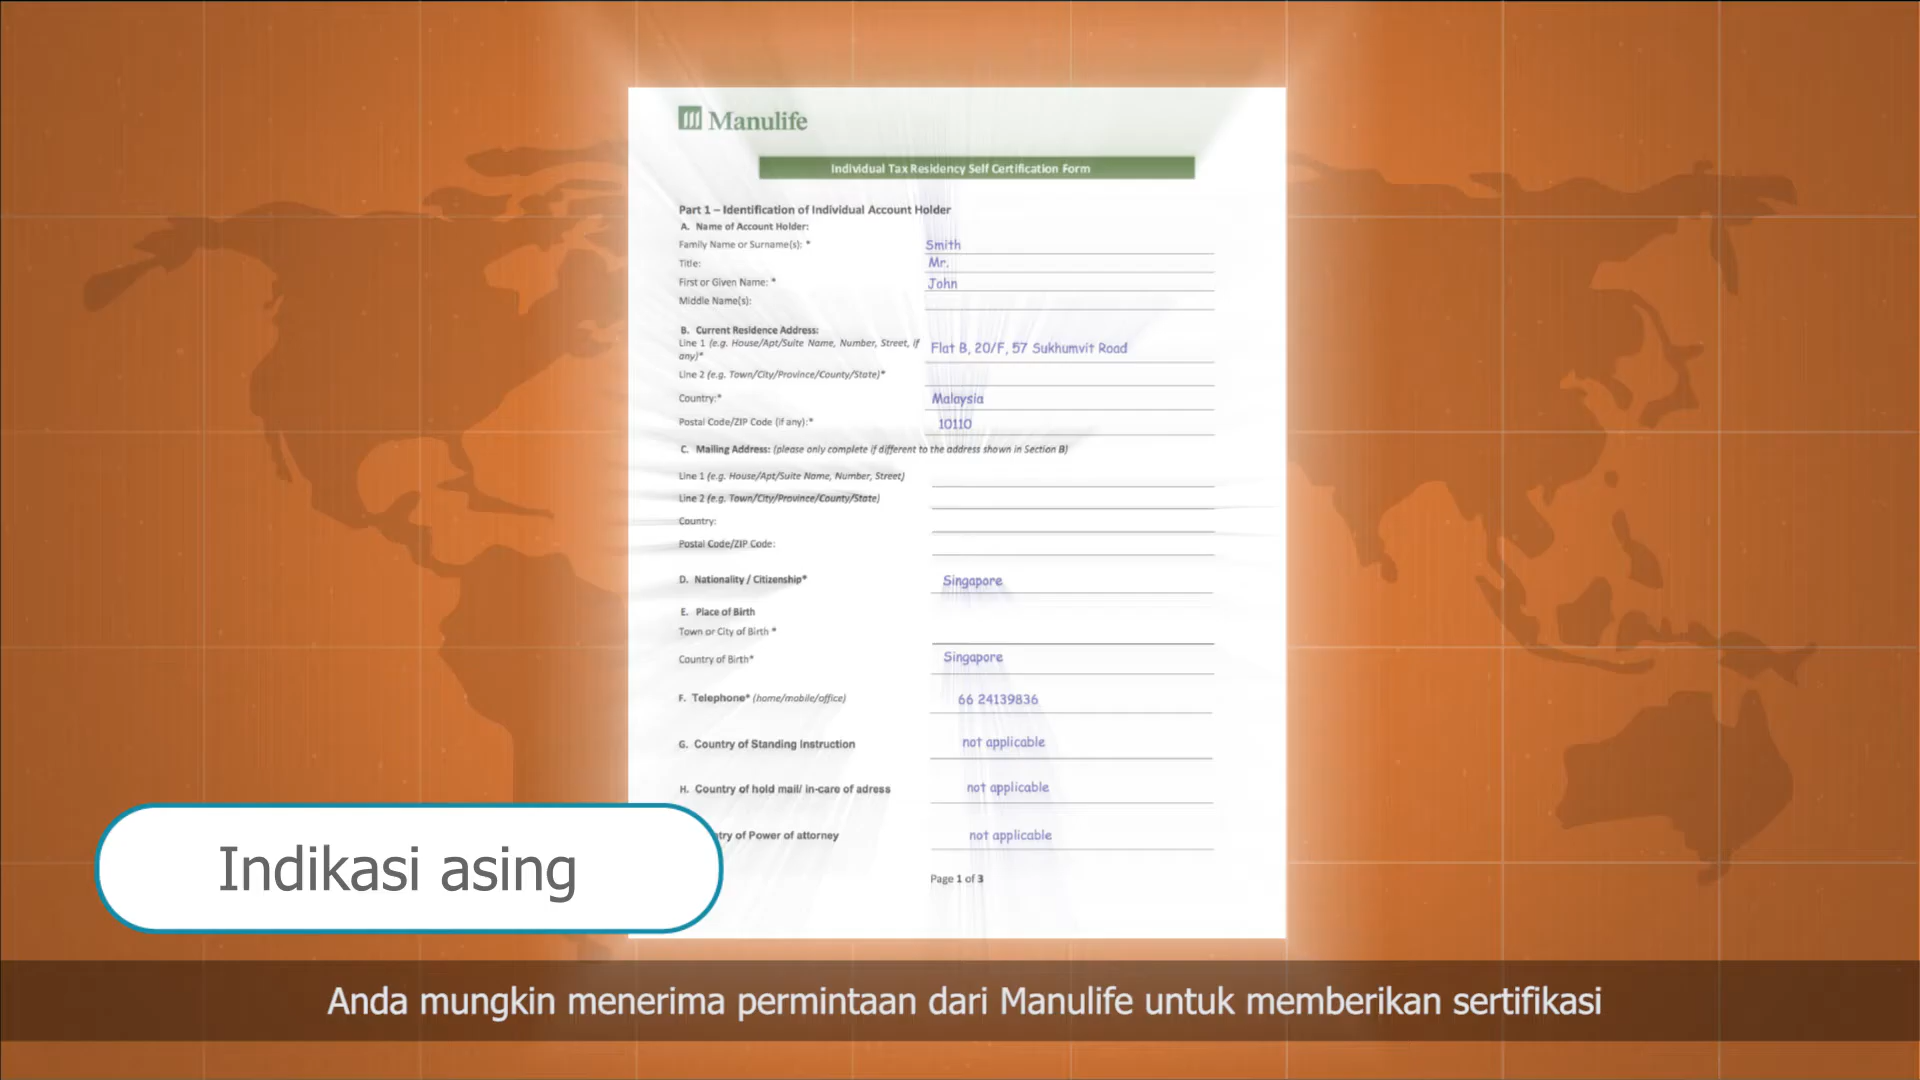 Manulife
Individual Tax Residency Self Certification Form
Part 1 – Identification of Individual Account Holder
A. Name of Account Holder:
Family Name or Surname(s): * Smith
Title: Mr.
First or Given Name: * John
Middle Name(s):
B. Current Residence Address:
Line 1 (e.g. House/Apt/Suite Name, Number, Street, if
any)* Flat B, 20/F, 57 Sukhumvit Road
Line 2 (e.g. Town/City/Province/County/State)*
Country:* Malaysia
Postal Code/ZIP Code (if any):* 10110
C. Mailing Address: (please only complete if different to the address shown in Section B)
Line 1 (e.g. House/Apt/Suite Name, Number, Street)
Line 2 (e.g. Town/City/Province/County/State)
Country:
Postal Code/ZIP Code:
D. Nationality / Citizenship* Singapore
E. Place of Birth
Town or City of Birth *
Country of Birth* Singapore
F. Telephone* (home/mobile/office) 66 24139836
G. Country of Standing Instruction not applicable
H. Country of hold mail/ in-care of adress not applicable
ntry of Power of attorney not applicable
Page 1 of 3
Indikasi asing
Anda mungkin menerima permintaan dari Manulife untuk memberikan sertifikasi